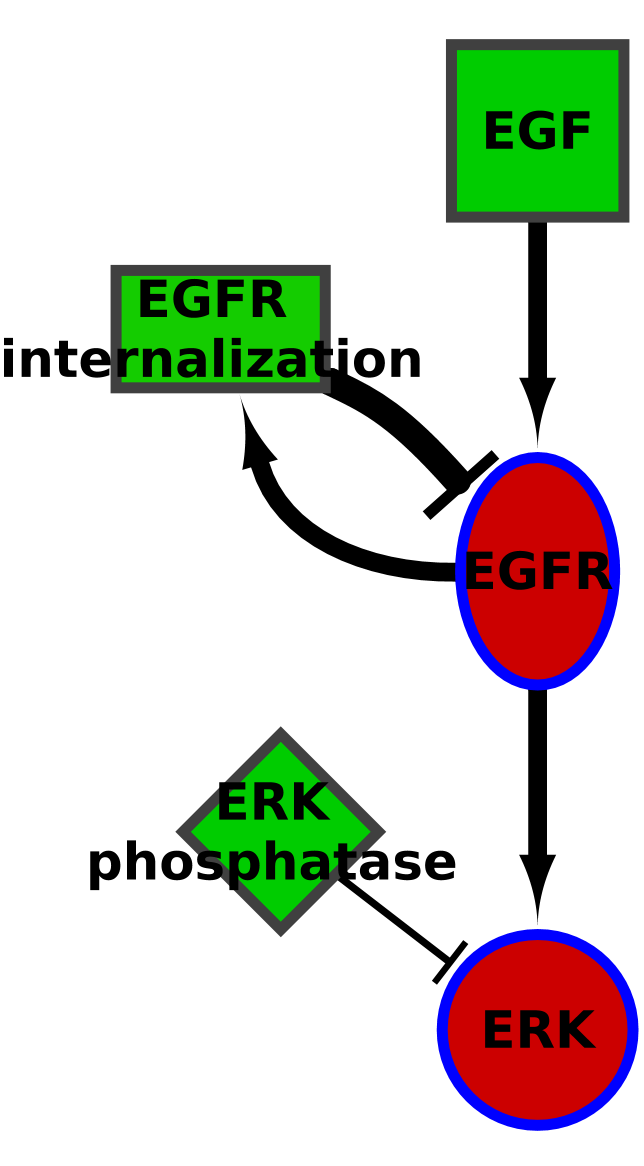 EGF
EGFR
internalization
EGFR
ERK
phosphatase
ERK